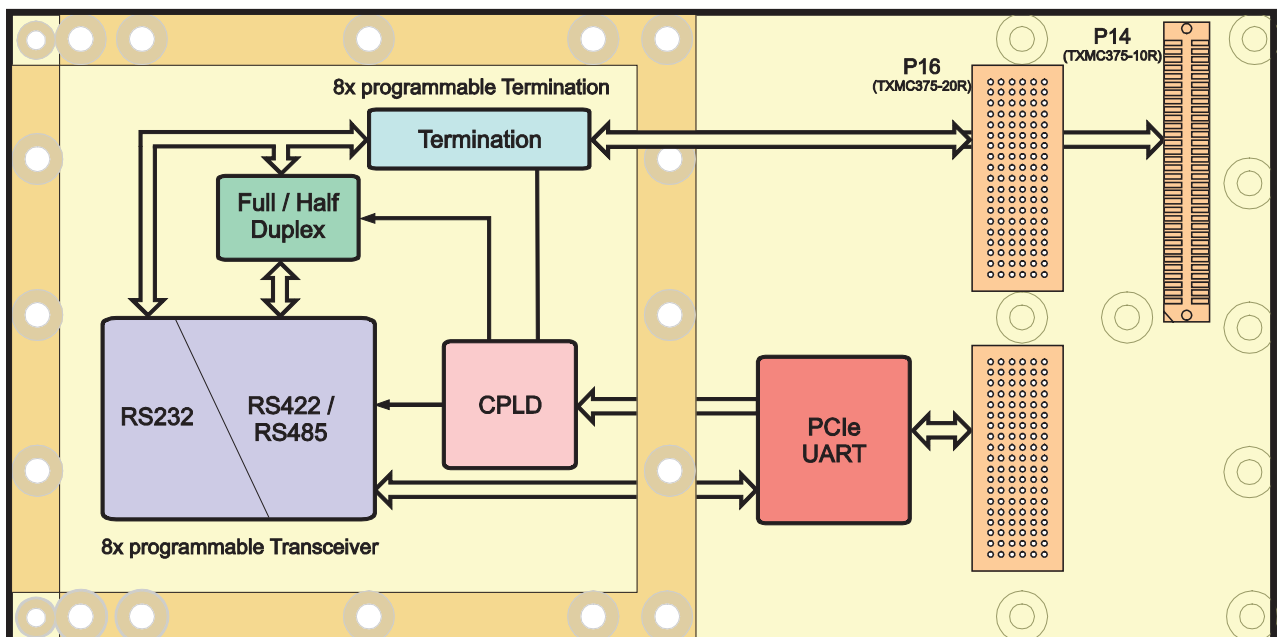 P14
(TXMC375-10R)
P16
(TXMC375-20R)
8x programmable Termination
Termination
Full / Half
Duplex
RS232
RS422 /
RS485
CPLD
PCIe
UART
8x programmable Transceiver